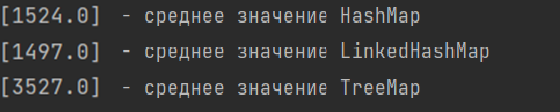 [1524.0] - среднее значение HashMap
[1497.0] - среднее значение LinkedHashMap
[3527.0] - среднее значение TreeMap